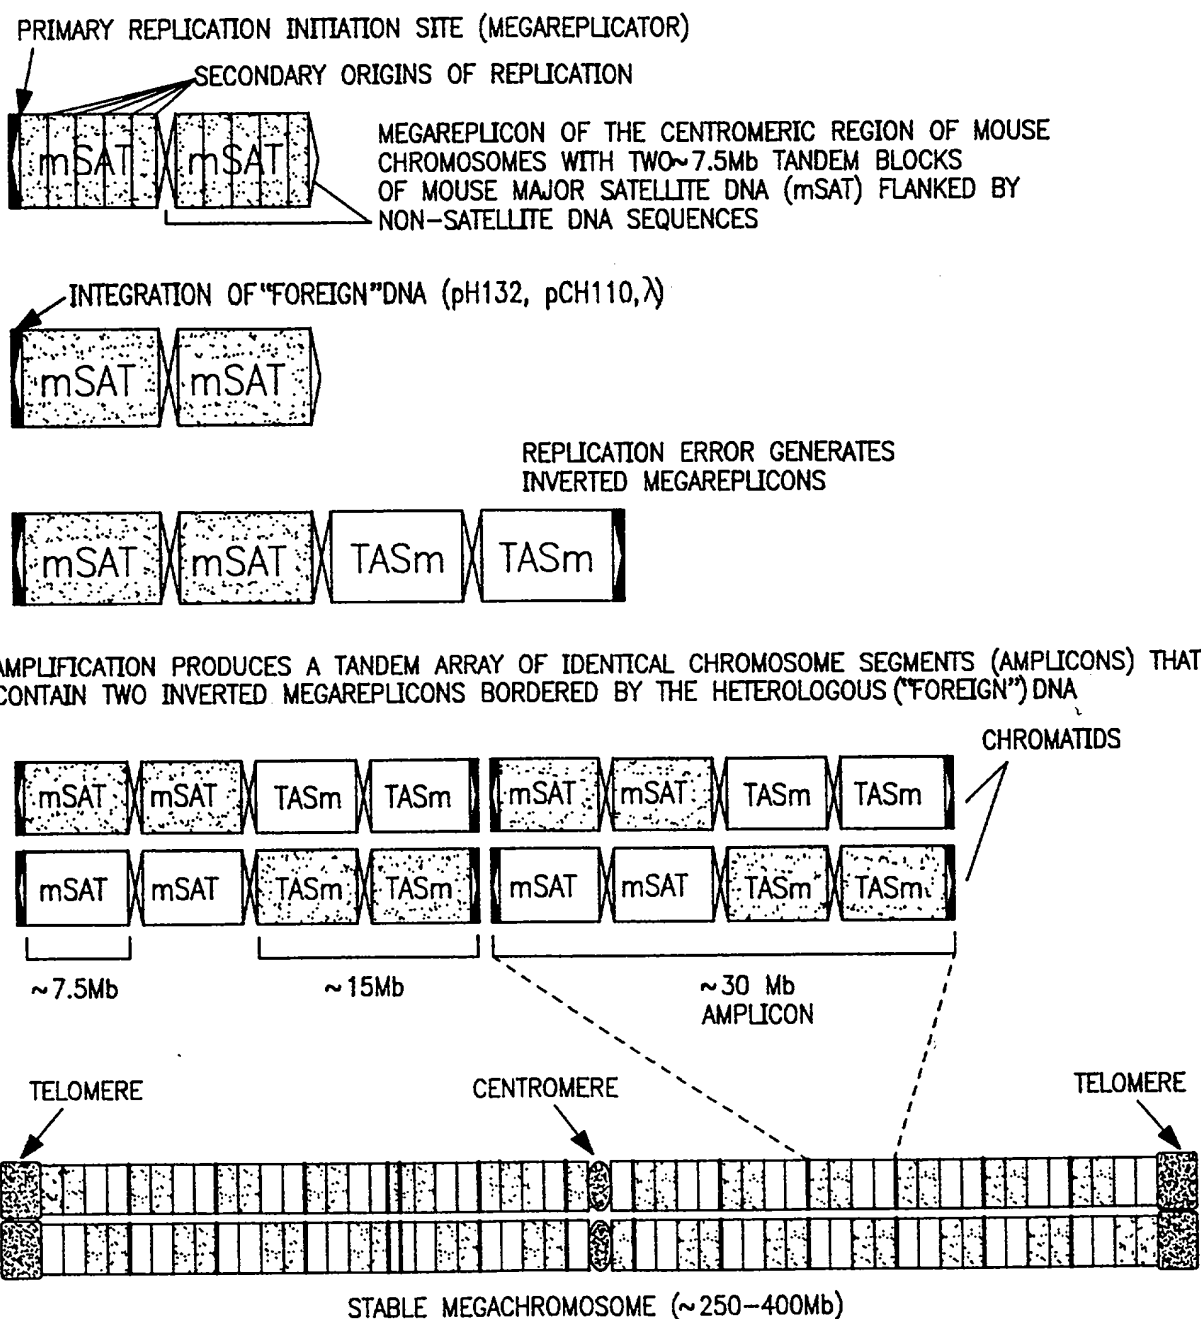 PRIMARY REPLICATION INITIATION SITE (MEGAREPLICATOR)
SECONDARY ORIGINS OF REPLICATION
mSAT mSAT
MEGAREPLICON OF THE CENTROMERIC REGION OF MOUSE
CHROMOSOMES WITH TWO~7.5Mb TANDEM BLOCKS
OF MOUSE MAJOR SATELLITE DNA (mSAT) FLANKED BY
NON-SATELLITE DNA SEQUENCES
INTEGRATION OF "FOREIGN" DNA (pH132, pCH110, λ)
mSAT mSAT
REPLICATION ERROR GENERATES
INVERTED MEGAREPLICONS
mSAT mSAT TASm TASm
AMPLIFICATION PRODUCES A TANDEM ARRAY OF IDENTICAL CHROMOSOME SEGMENTS (AMPLICONS) THAT
CONTAIN TWO INVERTED MEGAREPLICONS BORDERED BY THE HETEROLOGOUS ("FOREIGN") DNA
CHROMATIDS
mSAT mSAT TASm TASm mSAT mSAT TASm TASm
mSAT mSAT TASm TASm mSAT mSAT TASm TASm
~7.5Mb ~15Mb ~30 Mb
AMPLICON
TELOMERE CENTROMERE TELOMERE
STABLE MEGACHROMOSOME (~250-400Mb)